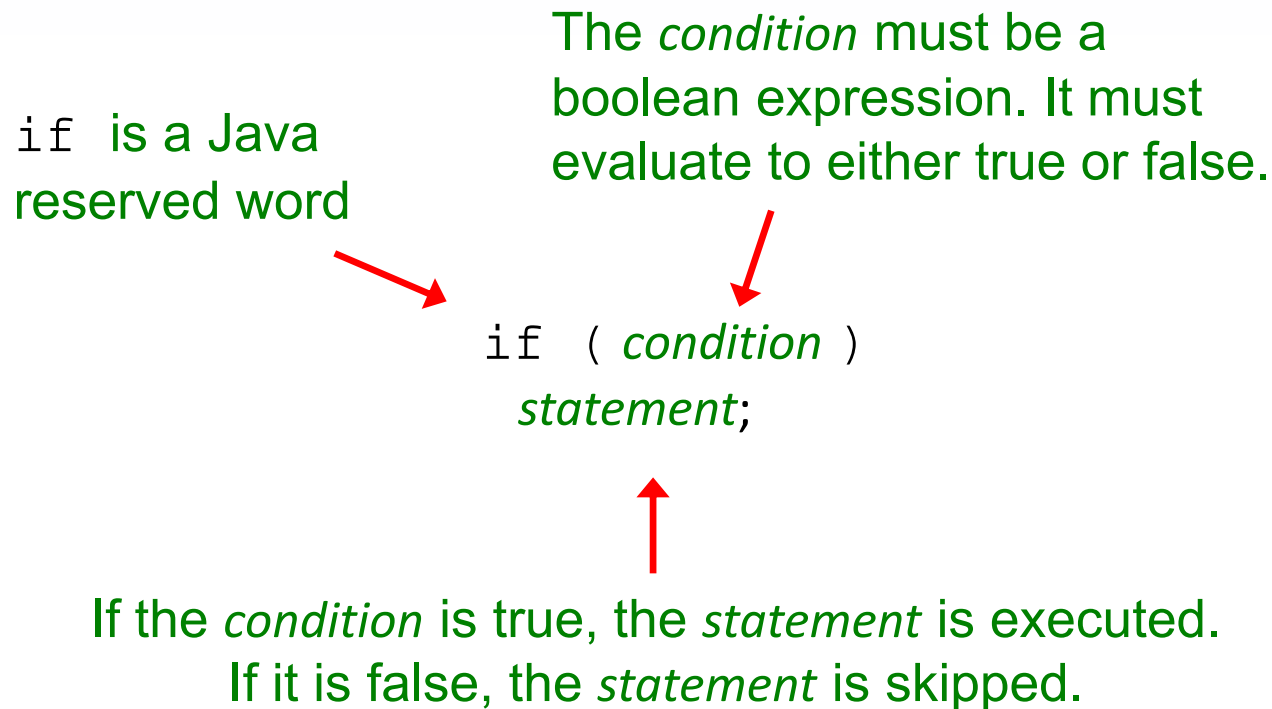 if is a Java
reserved word
The condition must be a
boolean expression. It must
evaluate to either true or false.
if ( condition )
statement;
If the condition is true, the statement is executed.
If it is false, the statement is skipped.